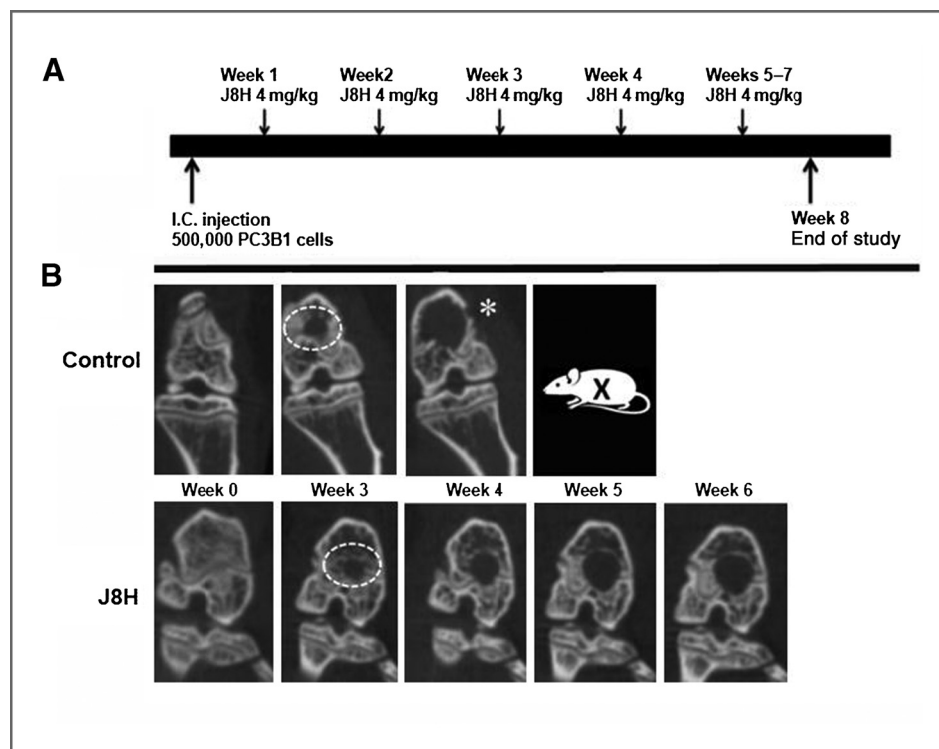 A
Week 1
J8H 4 mg/kg
Week2
J8H 4 mg/kg
Week 3
J8H 4 mg/kg
Week 4
J8H 4 mg/kg
Weeks 5–7
J8H 4 mg/kg
I.C. injection
500,000 PC3B1 cells
Week 8
End of study
B
Control
*
X
Week 0
Week 3
Week 4
Week 5
Week 6
J8H